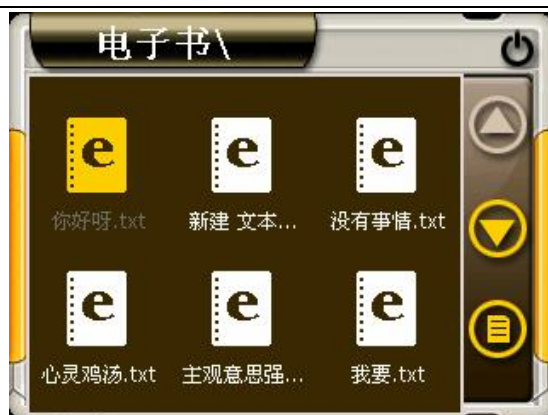 电子书\
你好呀.txt 新建 文本... 没有事情.txt
心灵鸡汤.txt 主观意思强... 我要.txt